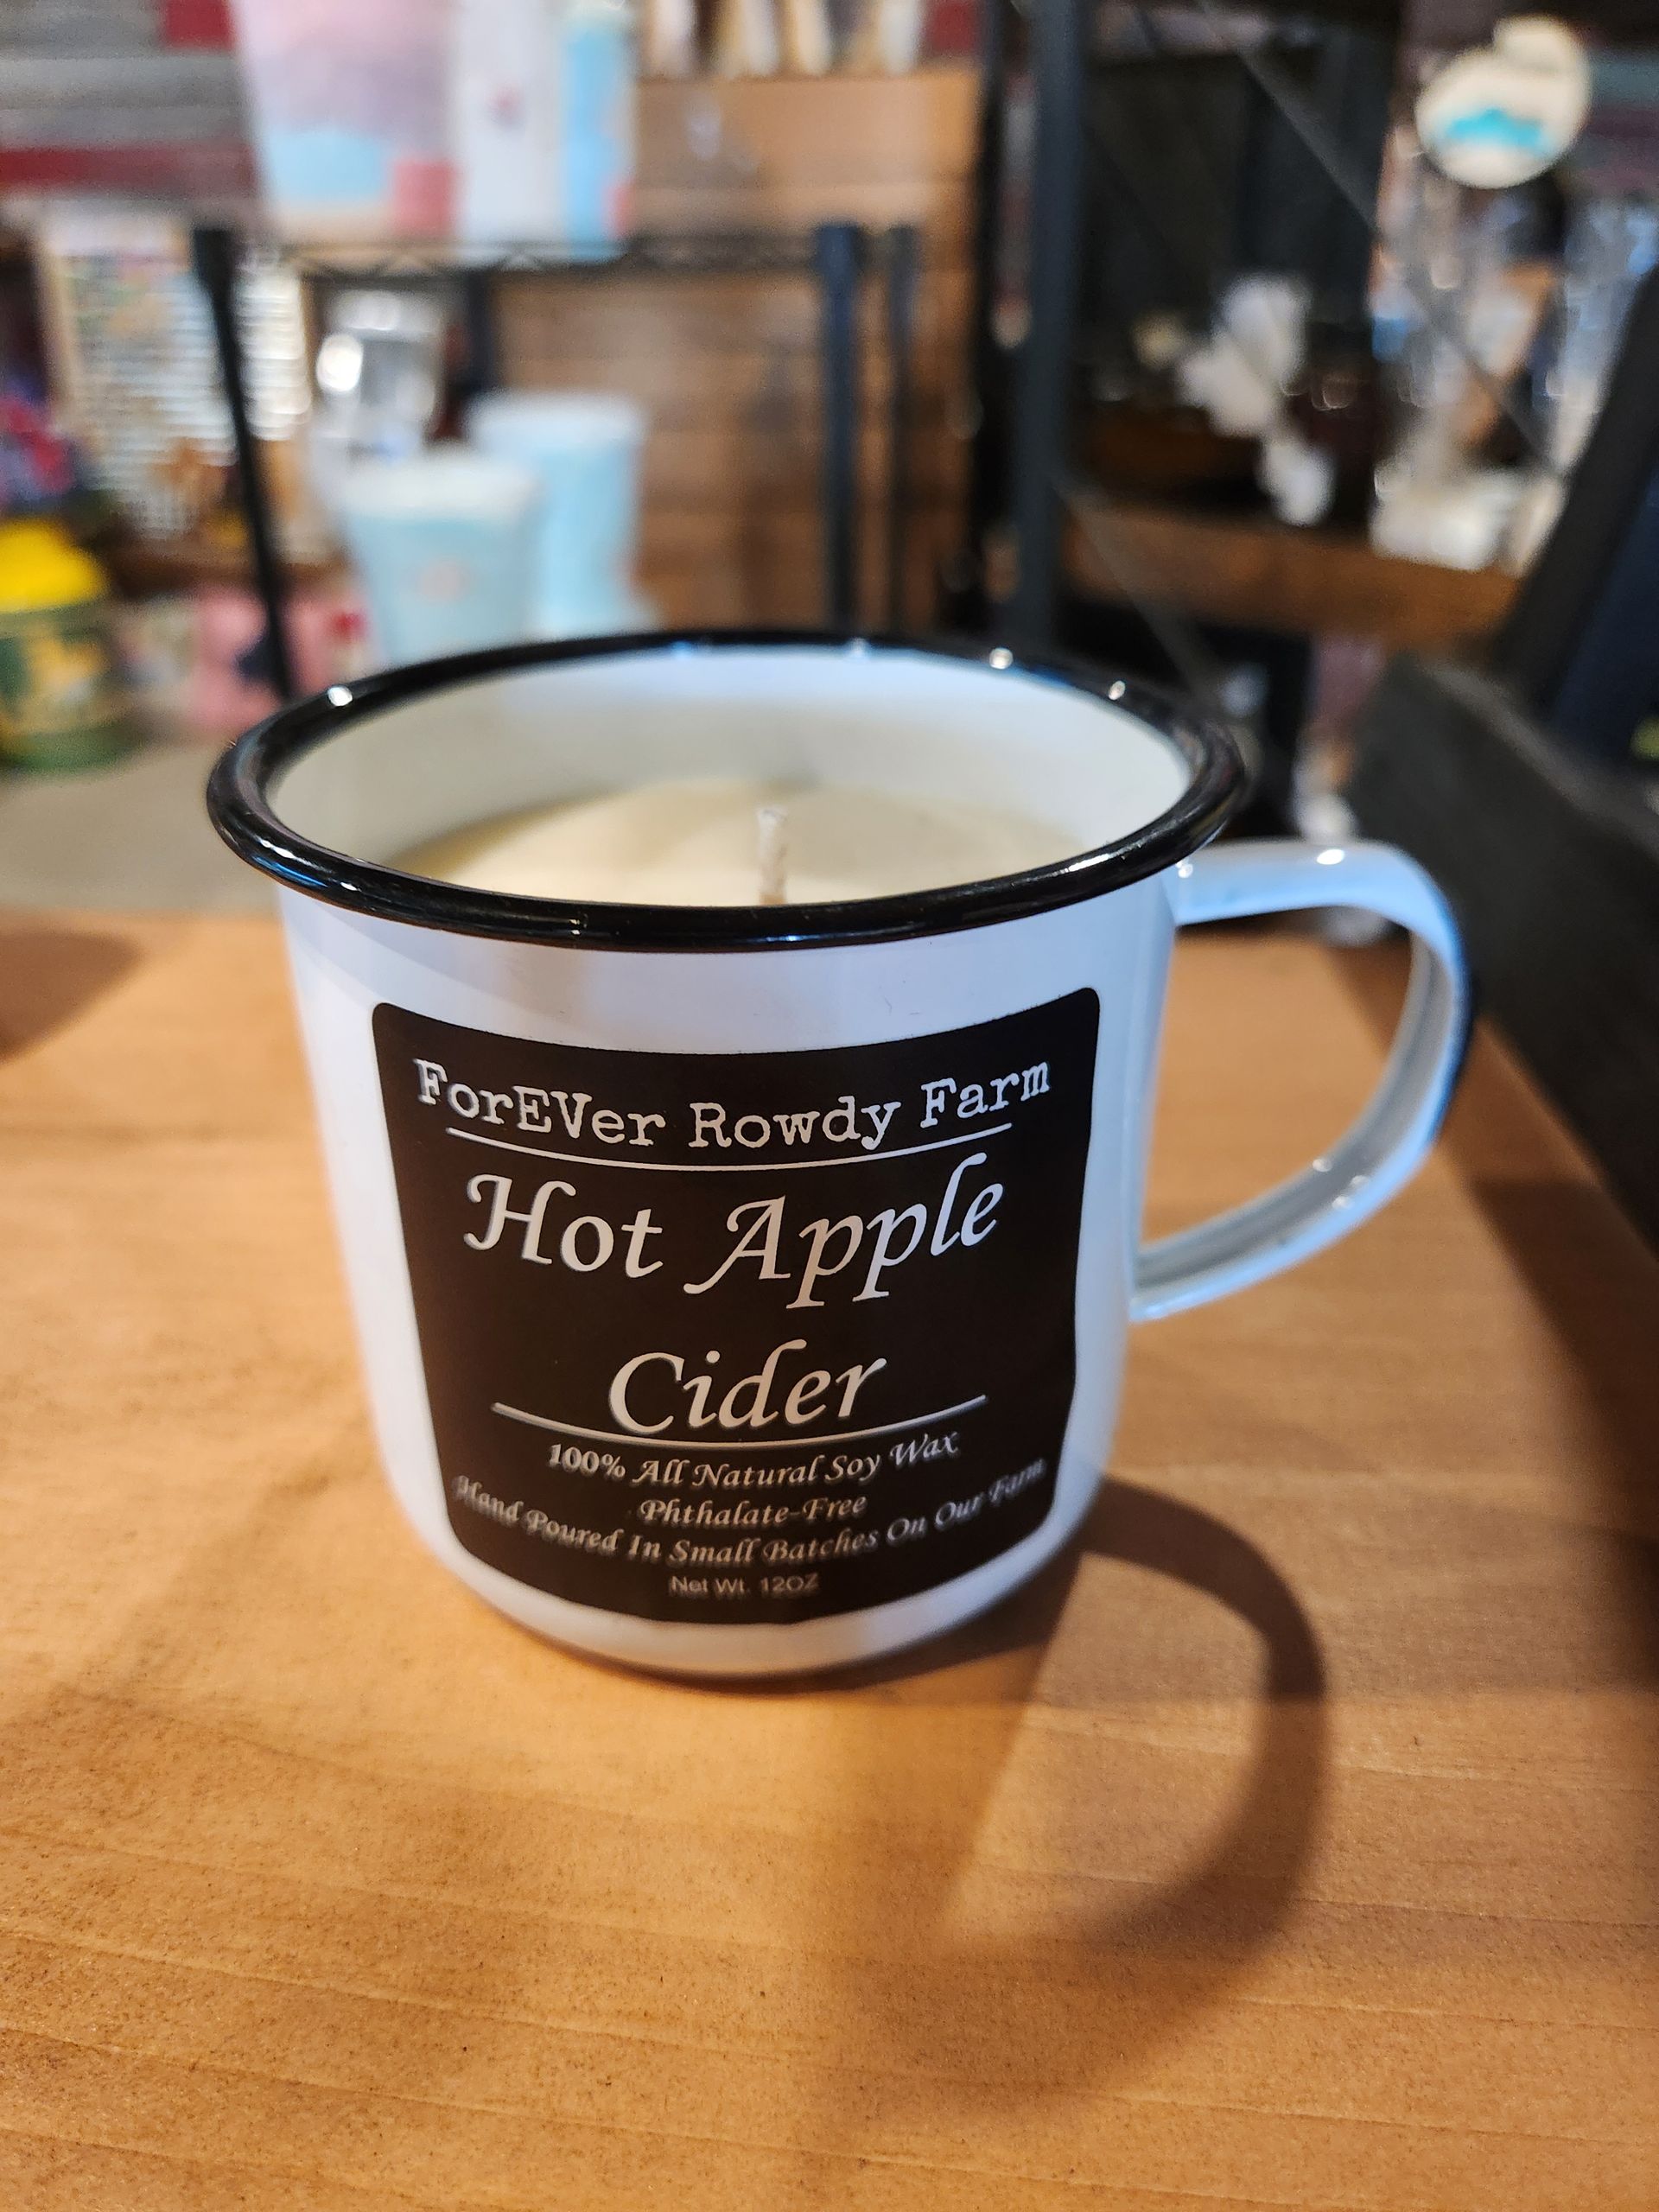 ForEVer Rowdy Farm
Hot Apple
Cider
100% All Natural Soy Wax
Phthalate-Free
Hand Poured In Small Batches On Our Farm
Net Wt. 12OZ